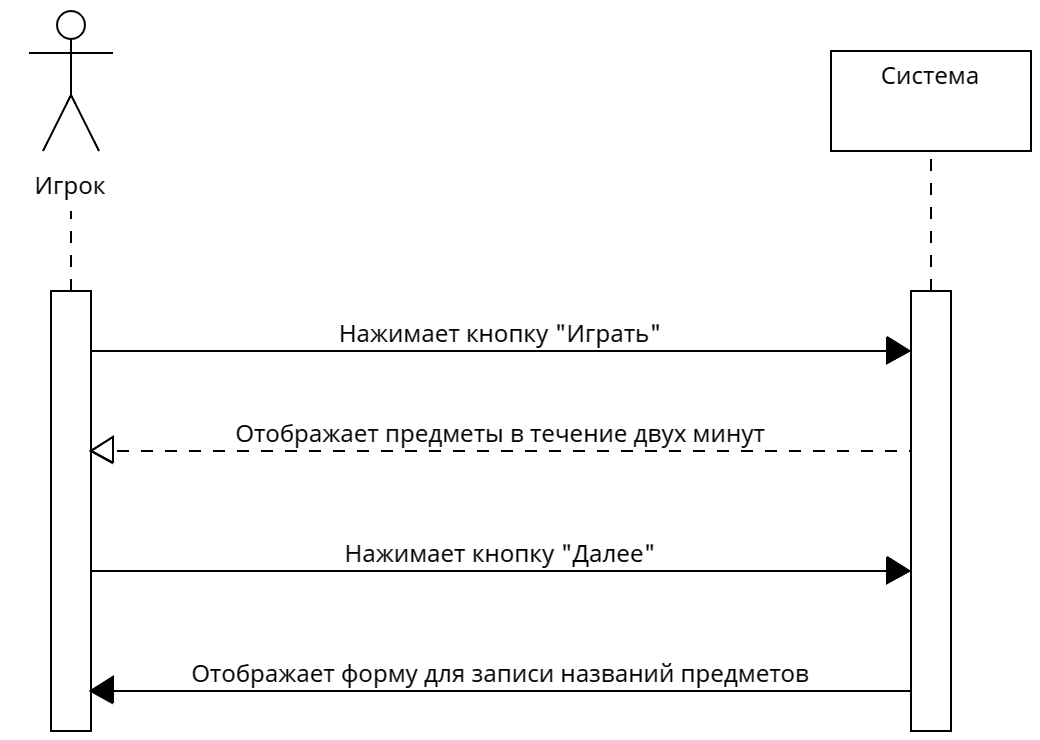 Система
Игрок
Нажимает кнопку "Играть"
Отображает предметы в течение двух минут
Нажимает кнопку "Далее"
Отображает форму для записи названий предметов